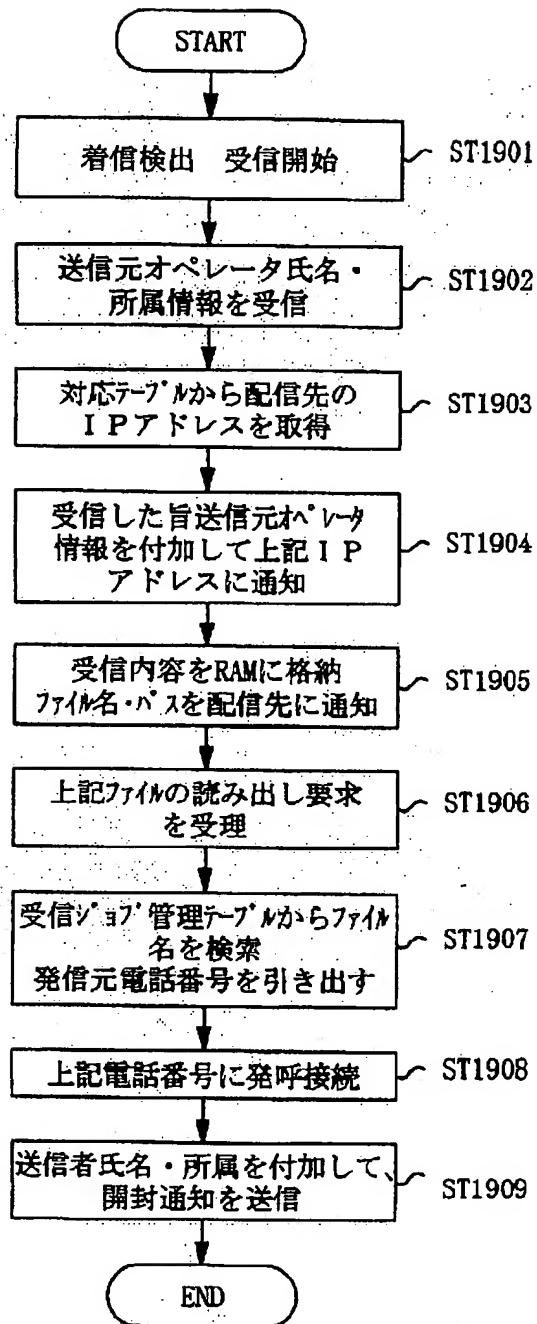 START
着信検出　受信開始
ST1901
送信元オペレータ氏名・
所属情報を受信
ST1902
対応ﾃｰﾌﾞﾙから配信先の
ＩＰアドレスを取得
ST1903
受信した旨送信元ｵﾍﾟﾚｰﾀ
情報を付加して上記ＩＰ
アドレスに通知
ST1904
受信内容をRAMに格納
ﾌｧｲﾙ名・ﾊﾟｽを配信先に通知
ST1905
上記ﾌｧｲﾙの読み出し要求
を受理
ST1906
受信ｼﾞｮﾌﾞ管理ﾃｰﾌﾞﾙからﾌｧｲﾙ
名を検索
発信元電話番号を引き出す
ST1907
上記電話番号に発呼接続
ST1908
送信者氏名・所属を付加して、
開封通知を送信
ST1909
END